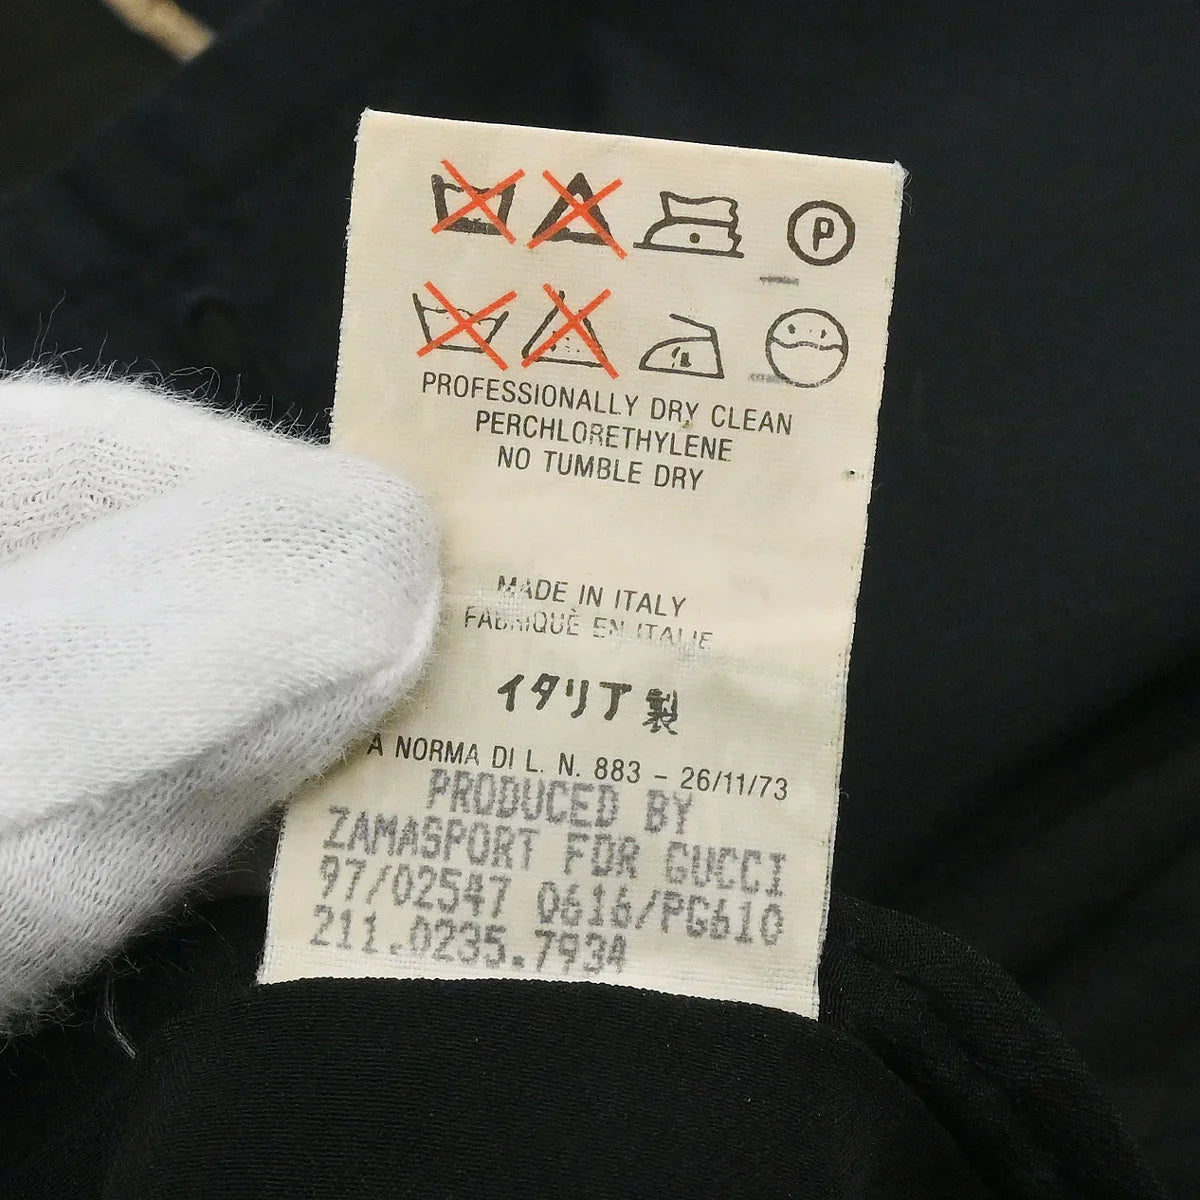 P
PROFESSIONALLY DRY CLEAN
PERCHLORETHYLENE
NO TUMBLE DRY
MADE IN ITALY
FABRIQUÈ EN ITALIE
イタリア製
A NORMA DI L. N. 883 - 26/11/73
PRODUCED BY
ZAMASPORT FOR GUCCI
97/02547 0616/PG610
211.0235.7934